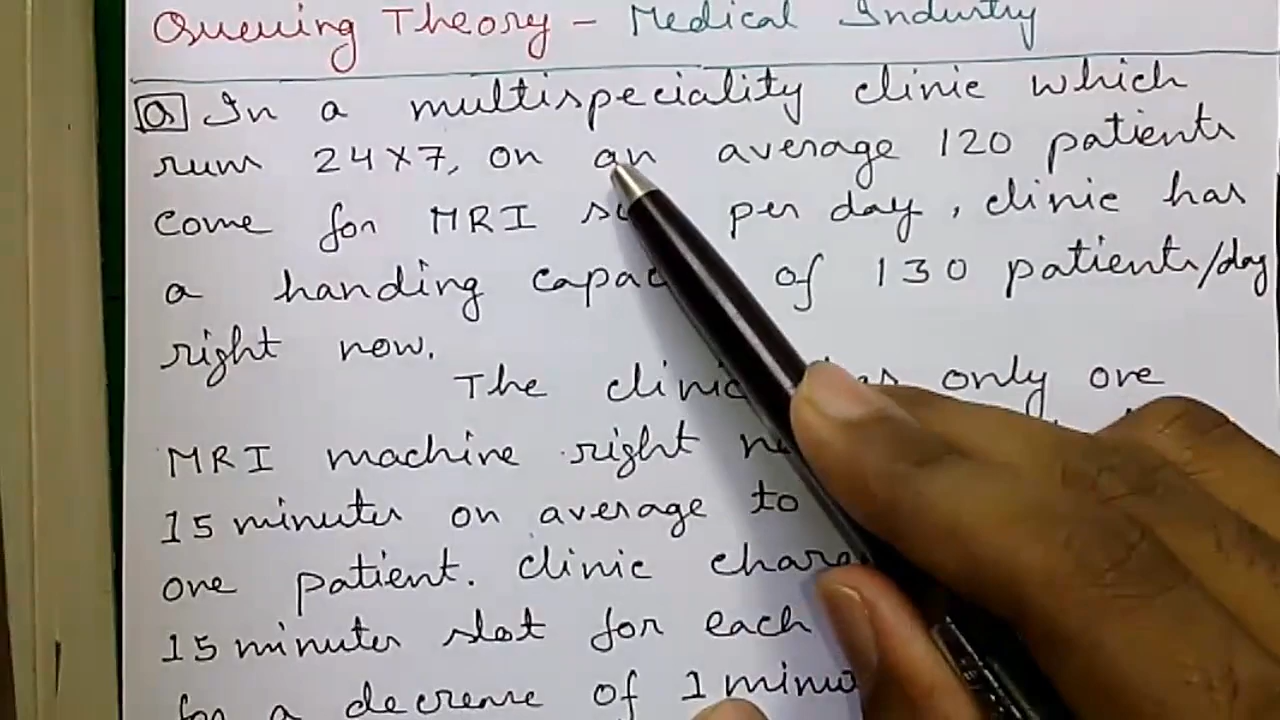 Queuing Theory - Medical Industry
Q In a multispeciality clinic which
run 24X7, on an average 120 patients
come for MRI per day, clinic has
a handing of 130 patients/day
right now.
The clinic only one
MRI machine right
15 minutes on average to
one patient. Clinic
15 minutes slot for each
for a decrease of 1